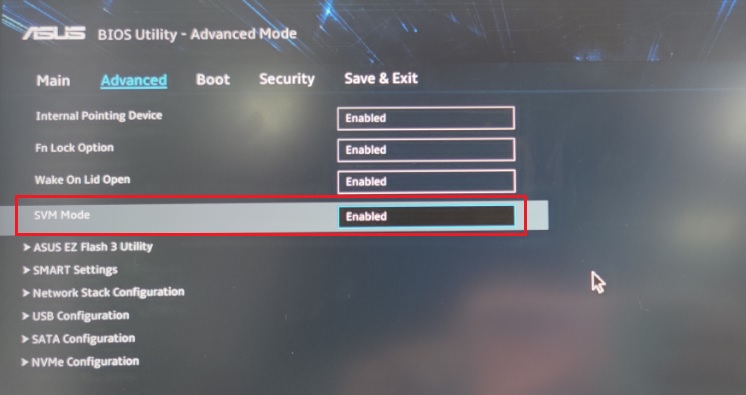 ASUS BIOS Utility - Advanced Mode
Main Advanced Boot Security Save & Exit
Internal Pointing Device Enabled
Fn Lock Option Enabled
Wake On Lid Open Enabled
SVM Mode Enabled
> ASUS EZ Flash 3 Utility
> SMART Settings
> Network Stack Configuration
> USB Configuration
> SATA Configuration
> NVMe Configuration